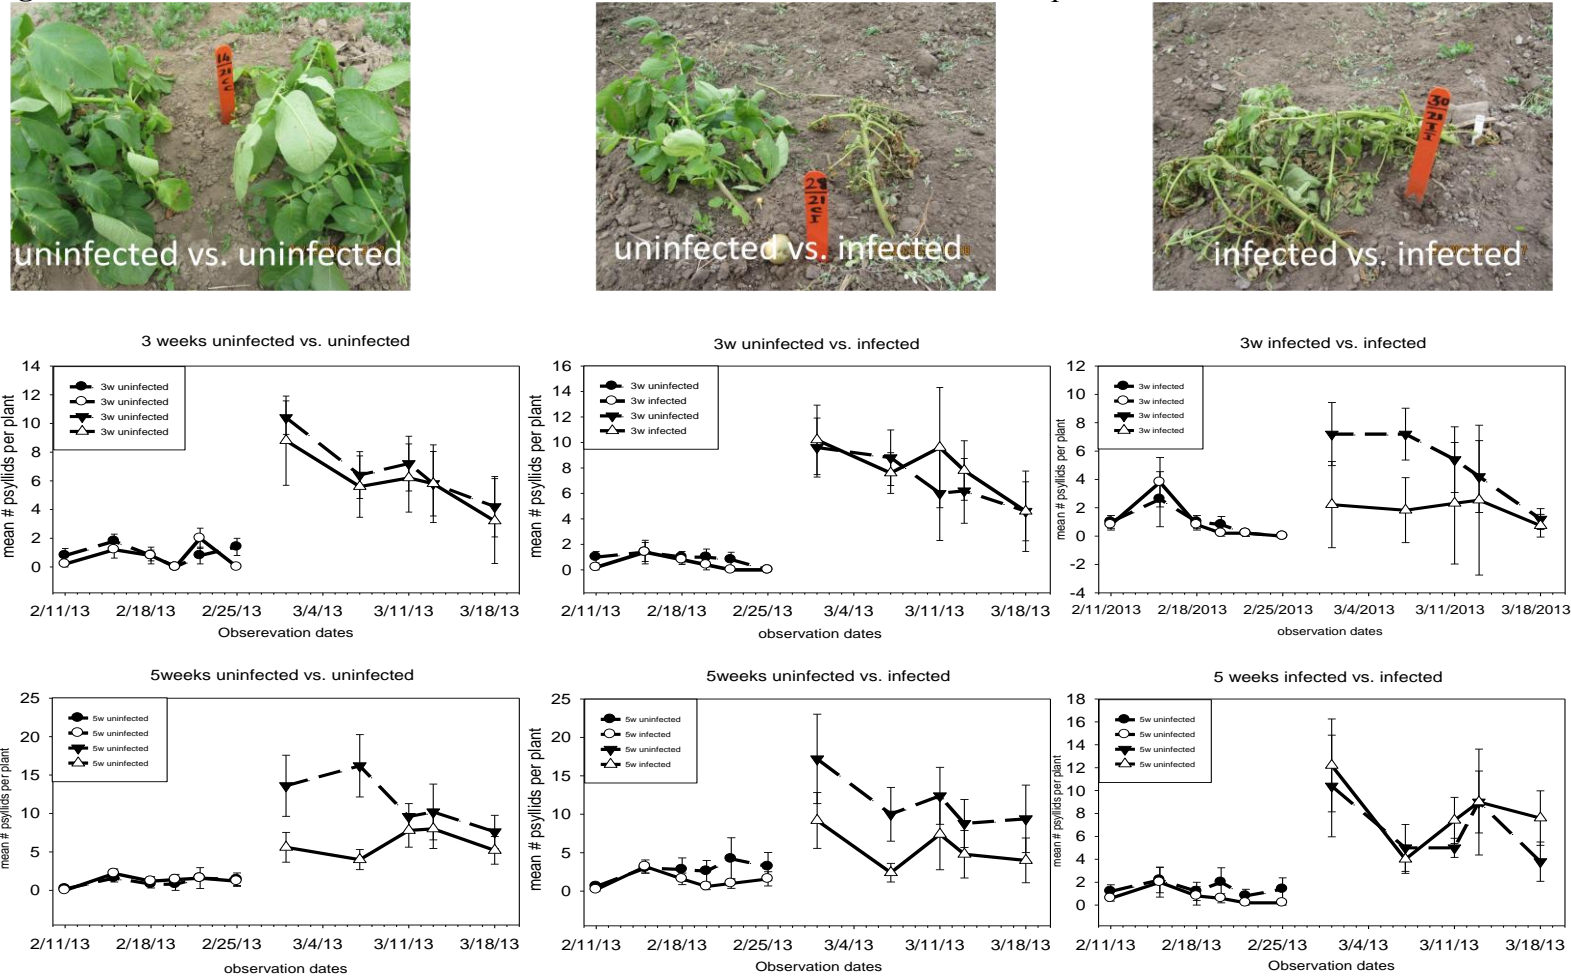 14
21
C
C
uninfected vs. uninfected
29
21
C
I
uninfected vs. infected
30
21
I
I
infected vs. infected
3 weeks uninfected vs. uninfected
mean # psyllids per plant
14
12
10
8
6
4
2
0
3w uninfected
3w uninfected
3w uninfected
3w uninfected
2/11/13 2/18/13 2/25/13 3/4/13 3/11/13 3/18/13
Obserevation dates
3w uninfected vs. infected
mean # psyllids per plant
16
14
12
10
8
6
4
2
0
3w uninfected
3w infected
3w uninfected
3w infected
2/11/13 2/18/13 2/25/13 3/4/13 3/11/13 3/18/13
observation dates
3w infected vs. infected
mean # psyllids per plant
12
10
8
6
4
2
0
-2
-4
3w infected
3w infected
3w infected
3w infected
2/11/2013 2/18/2013 2/25/2013 3/4/2013 3/11/2013 3/18/2013
observation dates
5weeks uninfected vs. uninfected
mean # psyllids per plant
25
20
15
10
5
0
5w uninfected
5w uninfected
5w uninfected
5w uninfected
2/11/13 2/18/13 2/25/13 3/4/13 3/11/13 3/18/13
observation dates
5weeks uninfected vs. infected
mean # psyllids per plant
25
20
15
10
5
0
5w uninfected
5w infected
5w uninfected
5w infected
2/11/13 2/18/13 2/25/13 3/4/13 3/11/13 3/18/13
Observation dates
5 weeks infected vs. infected
mean # psyllids per plant
18
16
14
12
10
8
6
4
2
0
5w uninfected
5w uninfected
5w uninfected
5w uninfected
2/11/13 2/18/13 2/25/13 3/4/13 3/11/13 3/18/13
Observation dates